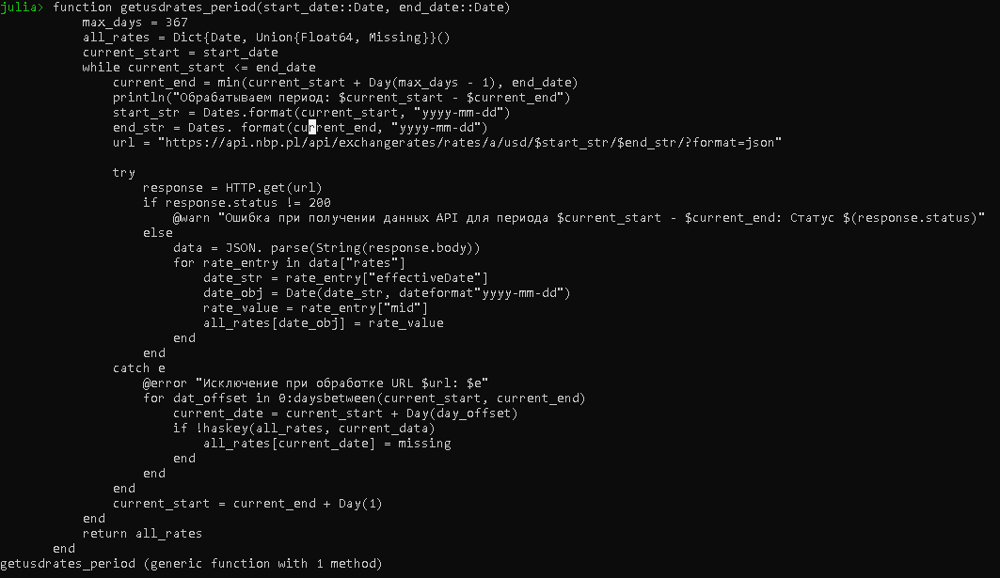 julia> function getusdrates_period(start_date::Date, end_date::Date)
           max_days = 367
           all_rates = Dict{Date, Union{Float64, Missing}}()
           current_start = start_date
           while current_start <= end_date
               current_end = min(current_start + Day(max_days - 1), end_date)
               println("Обрабатываем период: $current_start - $current_end")
               start_str = Dates.format(current_start, "yyyy-mm-dd")
               end_str = Dates. format(current_end, "yyyy-mm-dd")
               url = "https://api.nbp.pl/api/exchangerates/rates/a/usd/$start_str/$end_str/?format=json"

               try
                   response = HTTP.get(url)
                   if response.status != 200
                       @warn "Ошибка при получении данных API для периода $current_start - $current_end: Статус $(response.status)"
                   else
                       data = JSON. parse(String(response.body))
                       for rate_entry in data["rates"]
                           date_str = rate_entry["effectiveDate"]
                           date_obj = Date(date_str, dateformat"yyyy-mm-dd")
                           rate_value = rate_entry["mid"]
                           all_rates[date_obj] = rate_value
                       end
                   end
               catch e
                   @error "Исключение при обработке URL $url: $e"
                   for dat_offset in 0:daysbetween(current_start, current_end)
                       current_date = current_start + Day(day_offset)
                       if !haskey(all_rates, current_data)
                           all_rates[current_date] = missing
                       end
                   end
               end
               current_start = current_end + Day(1)
           end
           return all_rates
       end
getusdrates_period (generic function with 1 method)